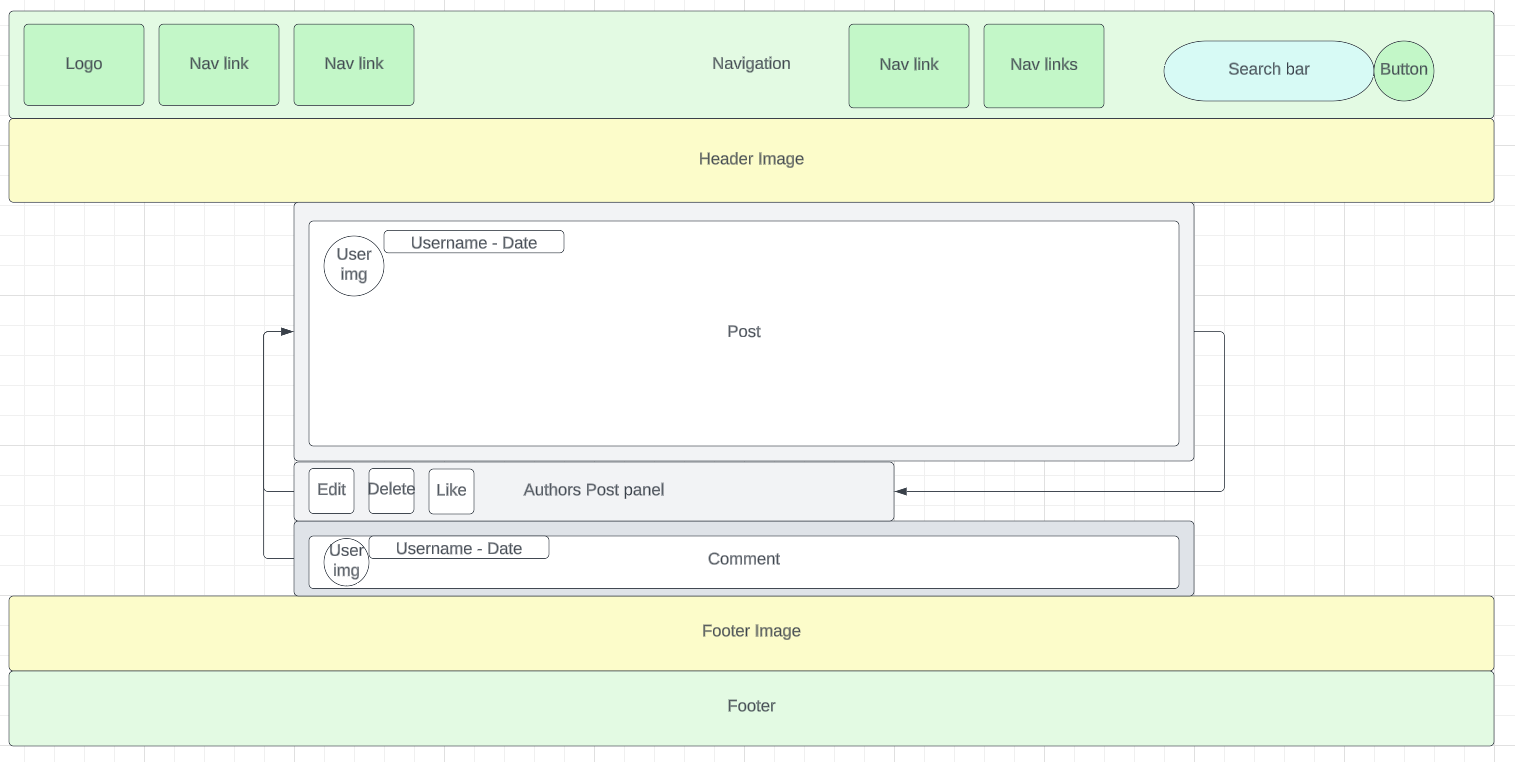 Logo
Nav link
Nav link
Navigation
Nav link
Nav links
Search bar
Button
Header Image
User
img
Username - Date
Post
Edit
Delete
Like
Authors Post panel
User
img
Username - Date
Comment
Footer Image
Footer